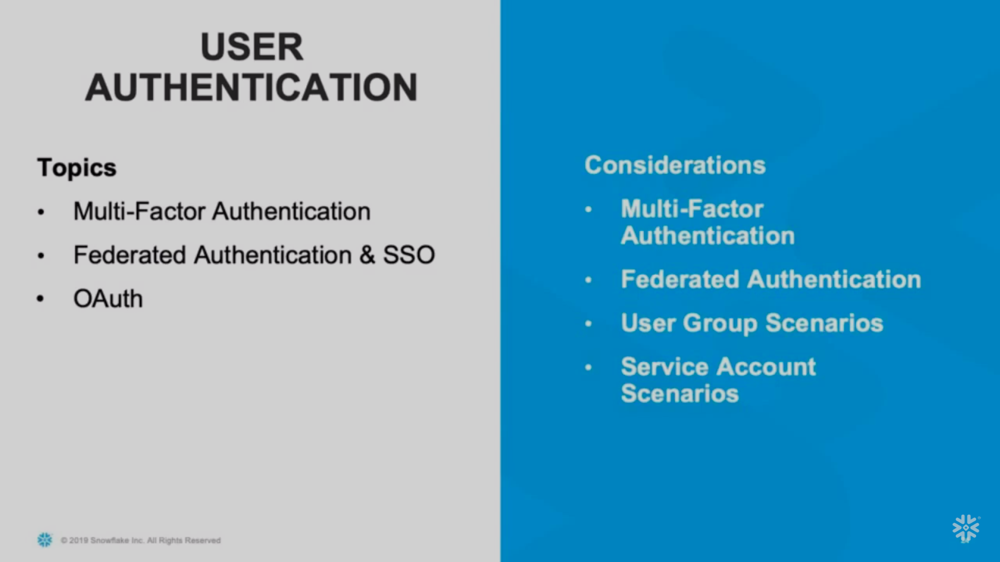 USER
AUTHENTICATION
Topics
• Multi-Factor Authentication
• Federated Authentication & SSO
• OAuth
Considerations
• Multi-Factor
Authentication
• Federated Authentication
• User Group Scenarios
• Service Account
Scenarios
© 2019 Snowflake Inc. All Rights Reserved